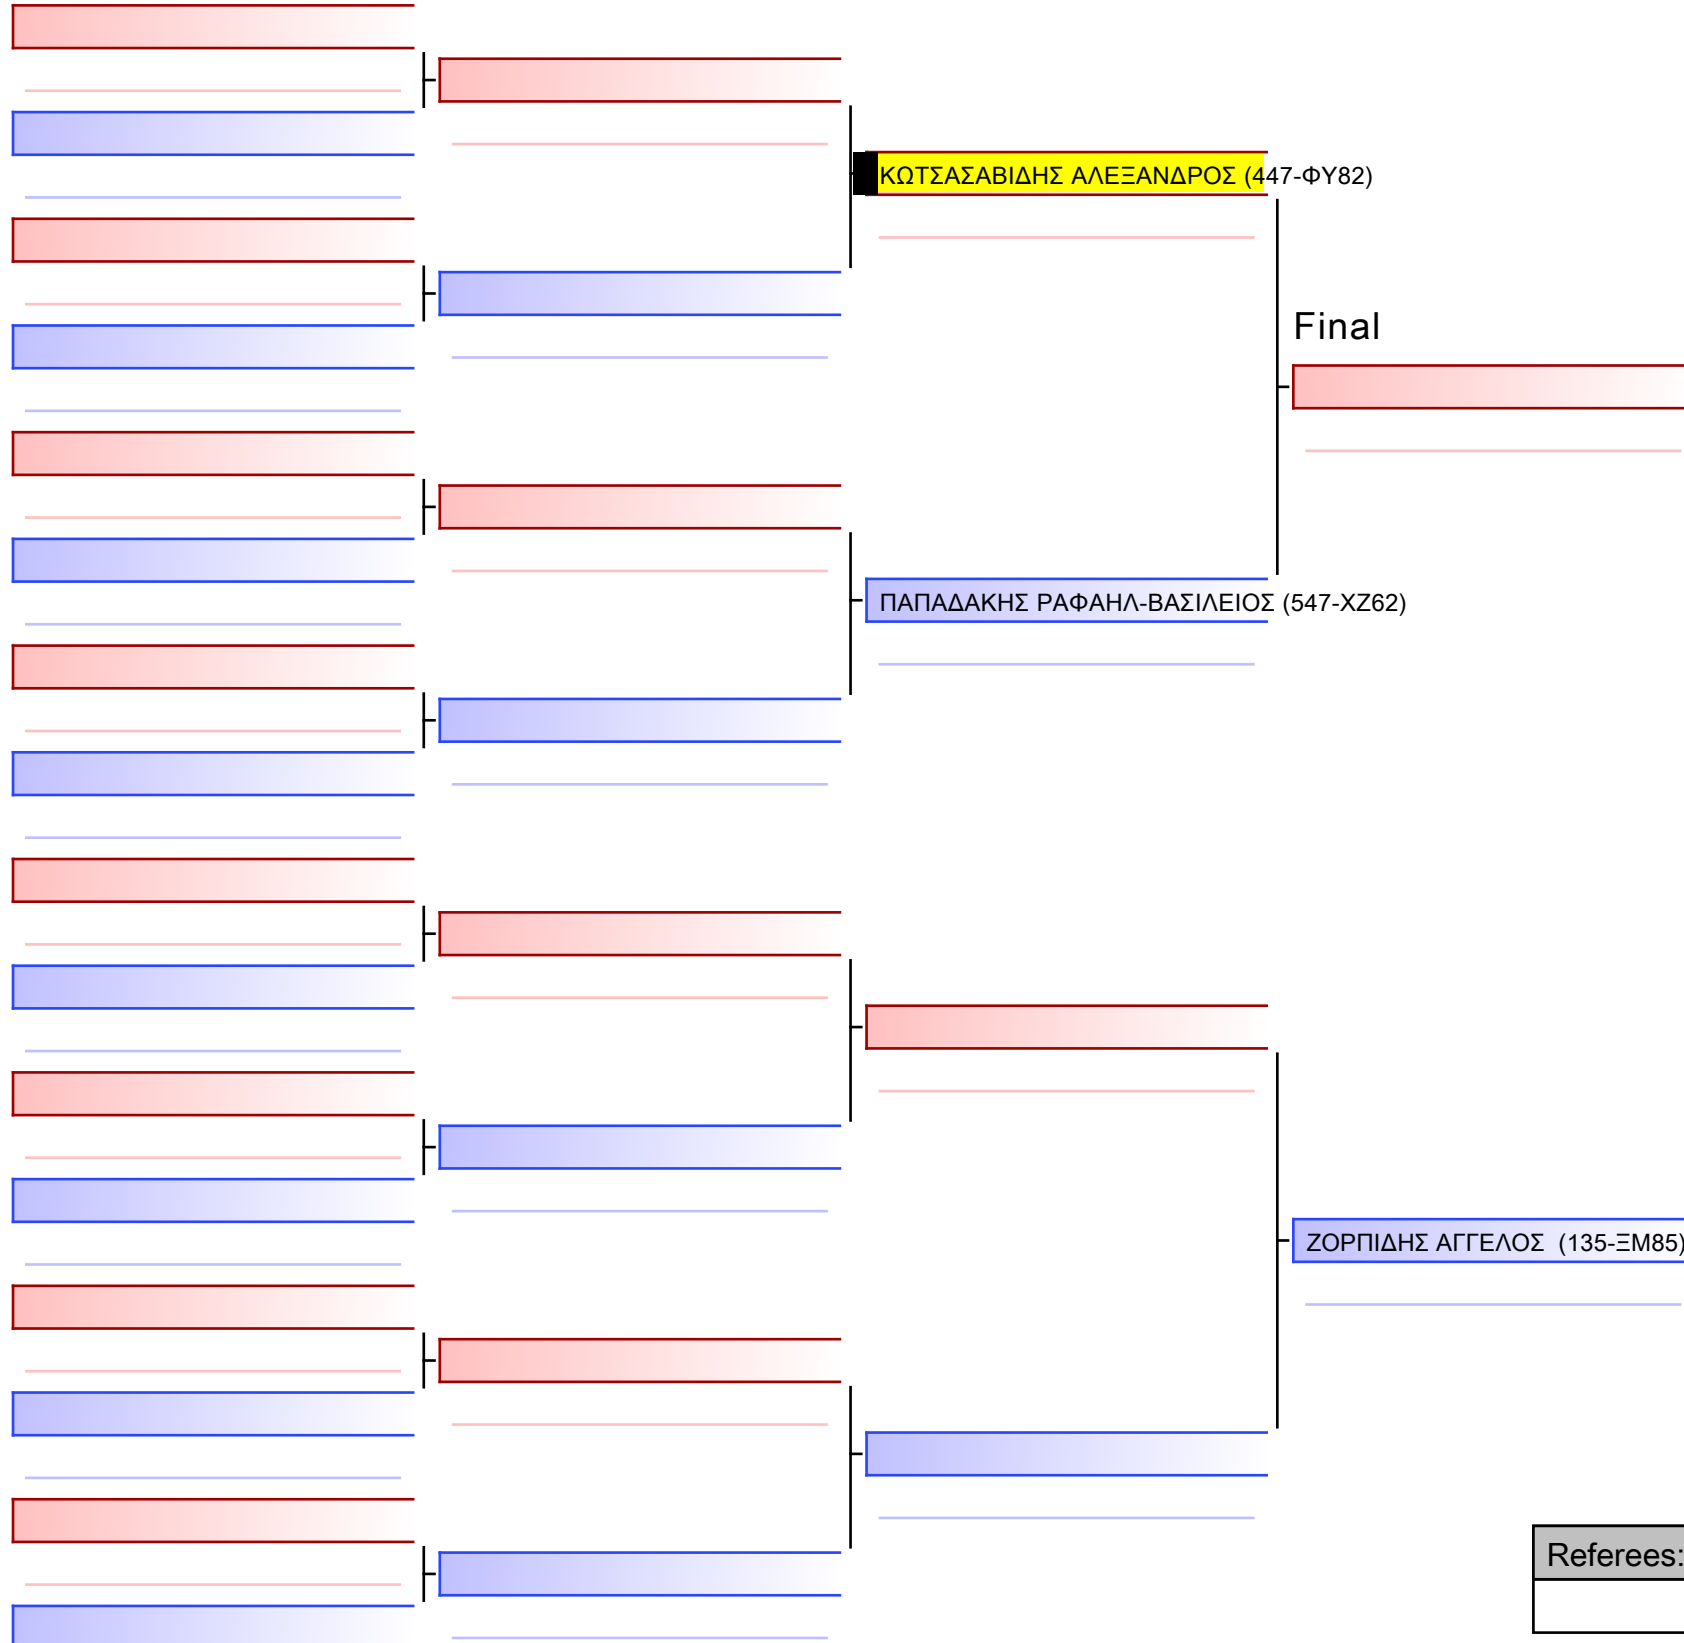 ΚΩΤΣΑΣΑΒΙΔΗΣ ΑΛΕΞΑΝΔΡΟΣ (447-ΦΥ82)
Final
ΠΑΠΑΔΑΚΗΣ ΡΑΦΑΗΛ-ΒΑΣΙΛΕΙΟΣ (547-ΧΖ62)
ΖΟΡΠΙΔΗΣ ΑΓΓΕΛΟΣ (135-ΞΜ85)
Referees: